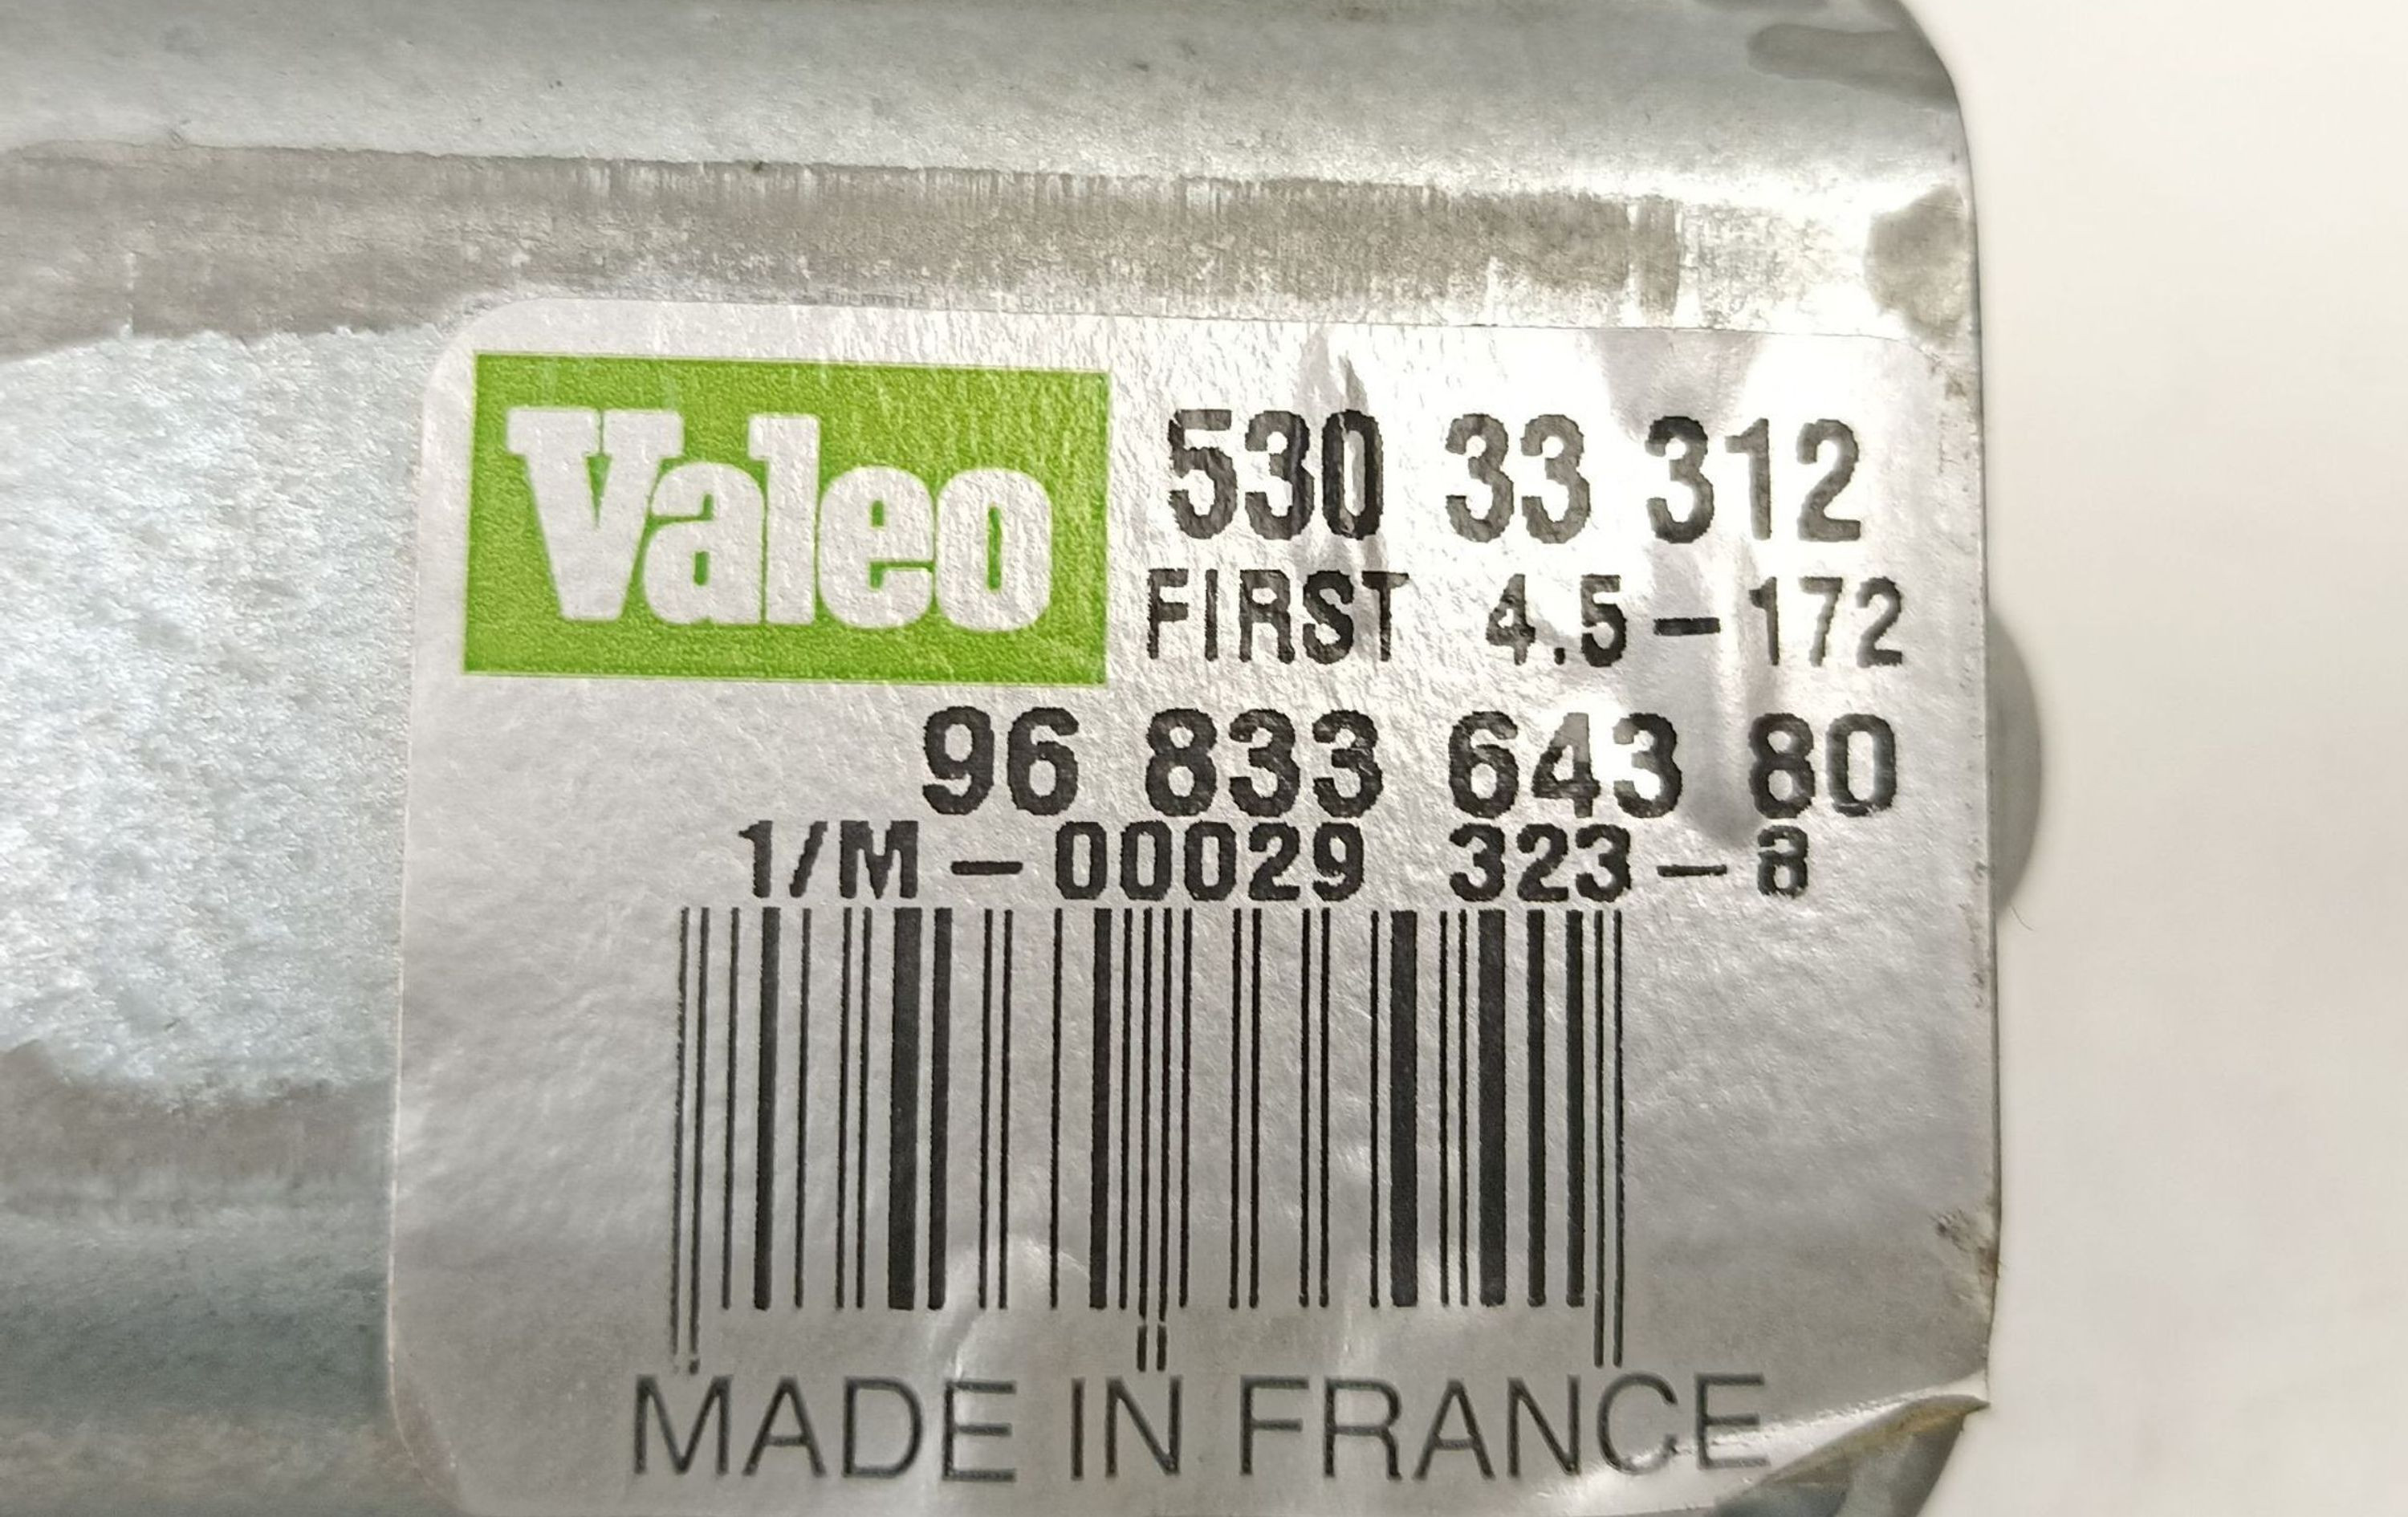 Valeo
530 33 312
FIRST 4.5-172
96 833 643 80
1/M-00029 323-8
MADE IN FRANCE